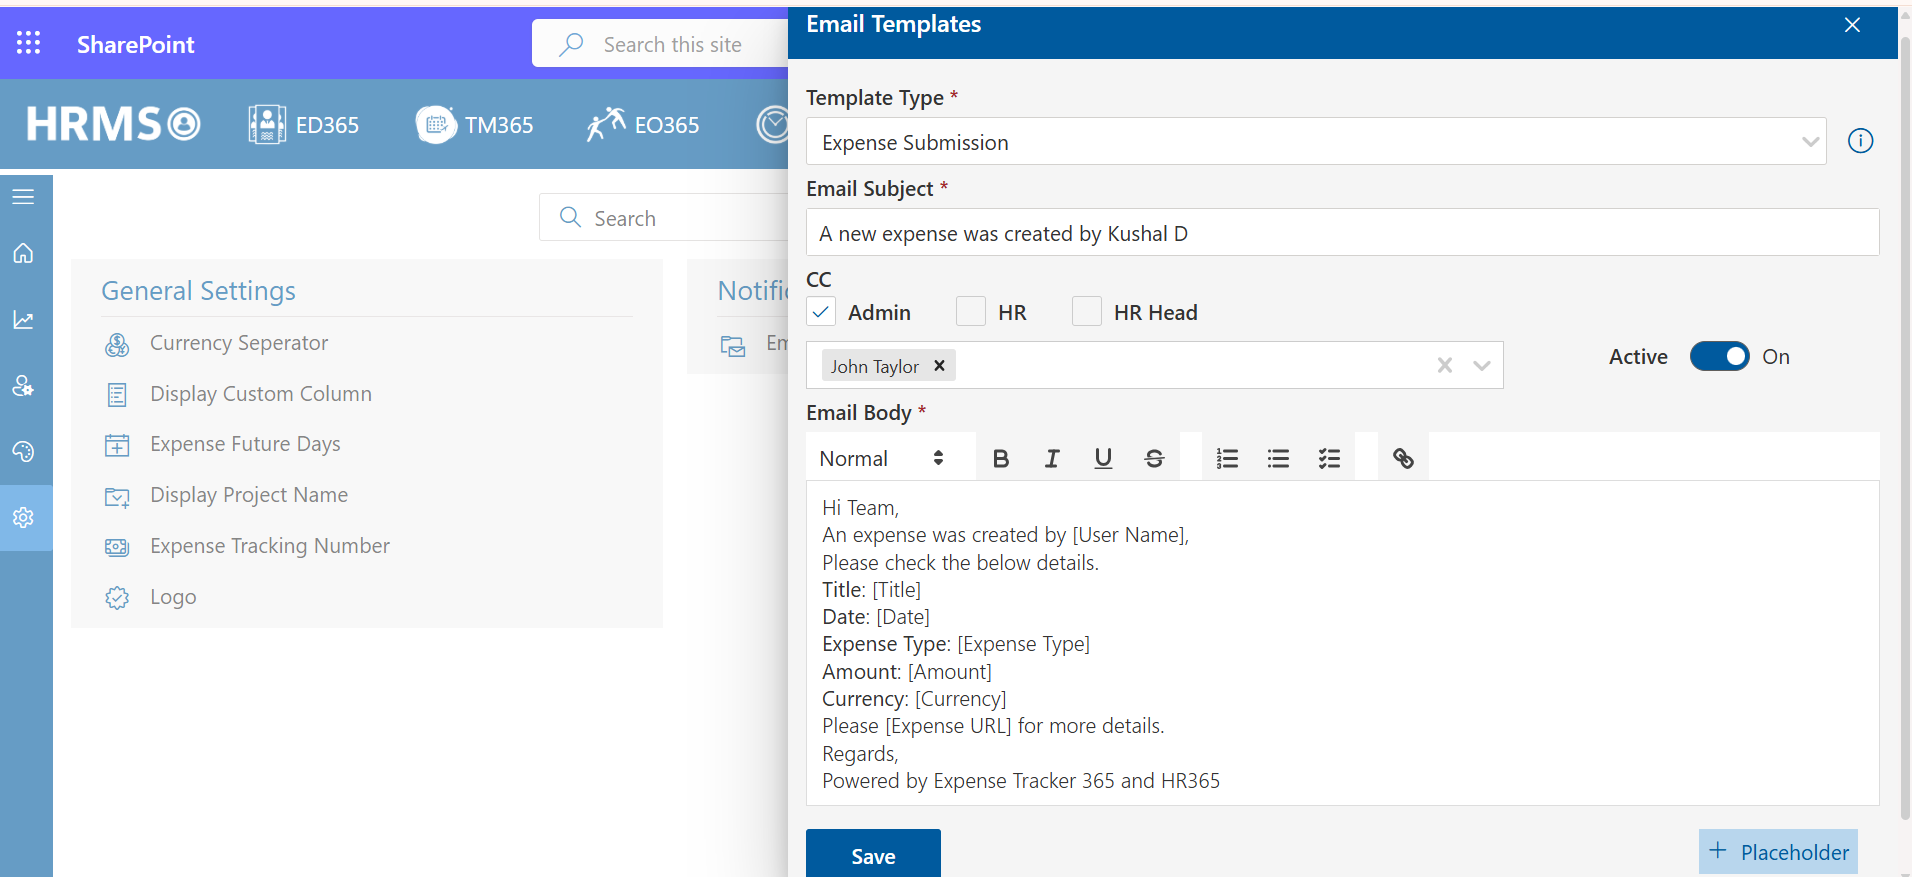 SharePoint
Search this site
HRMS
ED365
TM365
EO365
Search
General Settings
Currency Seperator
Display Custom Column
Expense Future Days
Display Project Name
Expense Tracking Number
Logo
Email Templates
Template Type *
Expense Submission
Email Subject *
A new expense was created by Kushal D
CC
Admin
HR
HR Head
John Taylor
Active
On
Email Body *
Normal
B I U S
Hi Team,
An expense was created by [User Name],
Please check the below details.
Title: [Title]
Date: [Date]
Expense Type: [Expense Type]
Amount: [Amount]
Currency: [Currency]
Please [Expense URL] for more details.
Regards,
Powered by Expense Tracker 365 and HR365
Save
+ Placeholder